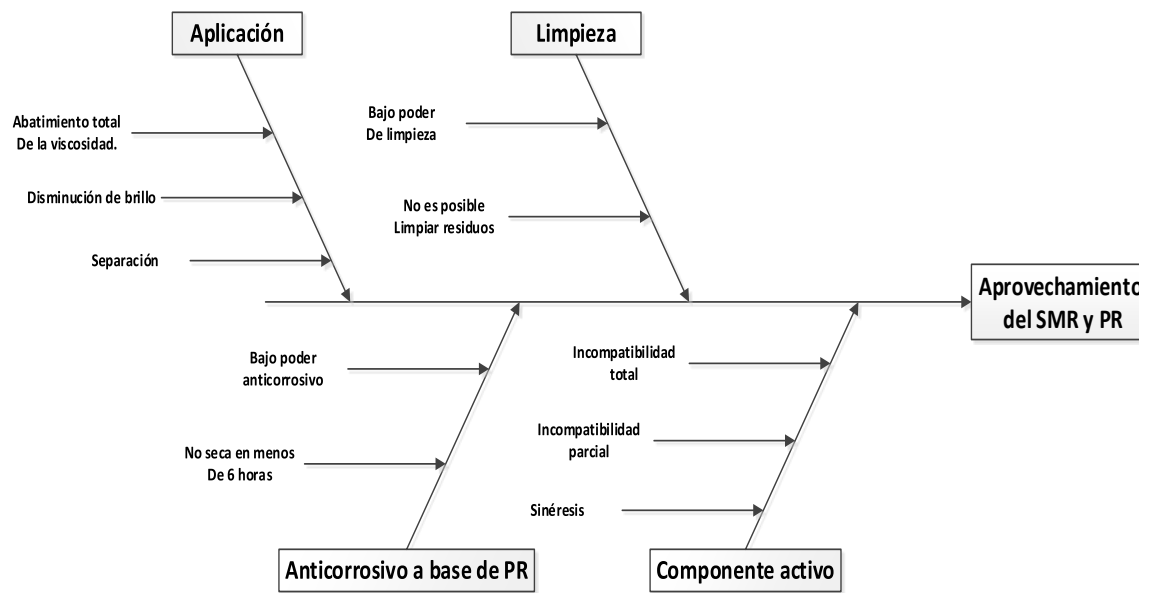 Aplicación
Limpieza
Abatimiento total
De la viscosidad.
Disminución de brillo
Separación
Bajo poder
De limpieza
No es posible
Limpiar residuos
Aprovechamiento
del SMR y PR
Bajo poder
anticorrosivo
No seca en menos
De 6 horas
Incompatibilidad
total
Incompatibilidad
parcial
Sinéresis
Anticorrosivo a base de PR
Componente activo